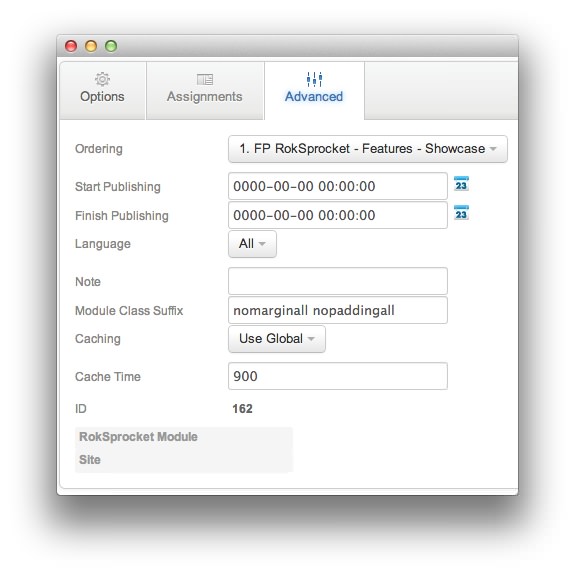 Options Assignments Advanced
Ordering 1. FP RokSprocket - Features - Showcase
Start Publishing 0000-00-00 00:00:00 23
Finish Publishing 0000-00-00 00:00:00 23
Language All
Note
Module Class Suffix nomarginall nopaddingall
Caching Use Global
Cache Time 900
ID 162
RokSprocket Module
Site